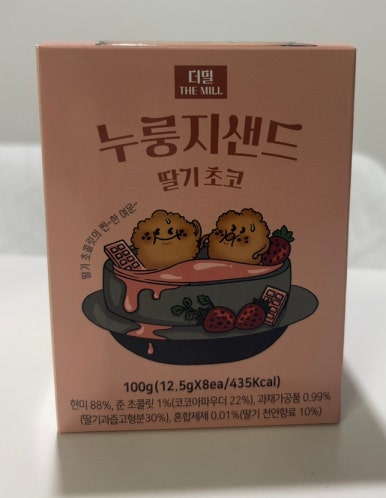 더밀
THE MILL
누룽지샌드
딸기 초코
딸기 초콜릿의 찐-한 여운~
100g(12.5gX8ea/435Kcal)
현미 88%, 준 초콜릿 1%(코코아파우더 22%), 과채가공품 0.99%
(딸기과즙고형분30%), 혼합제제 0.01%(딸기 천연향료 10%)